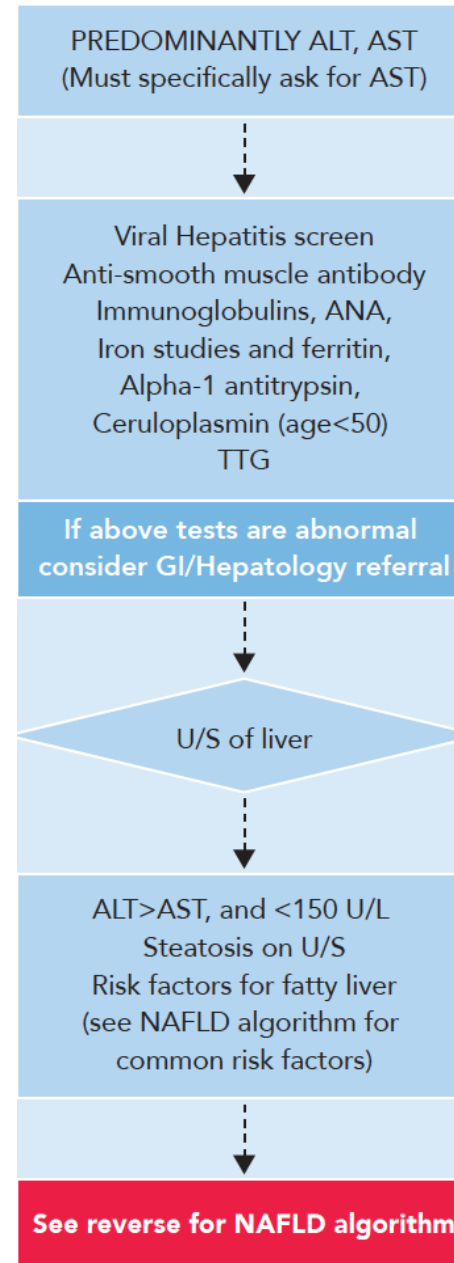 PREDOMINANTLY ALT, AST
(Must specifically ask for AST)
Viral Hepatitis screen
Anti-smooth muscle antibody
Immunoglobulins, ANA,
Iron studies and ferritin,
Alpha-1 antitrypsin,
Ceruloplasmin (age<50)
TTG
If above tests are abnormal
consider GI/Hepatology referral
U/S of liver
ALT>AST, and <150 U/L
Steatosis on U/S
Risk factors for fatty liver
(see NAFLD algorithm for
common risk factors)
See reverse for NAFLD algorithm